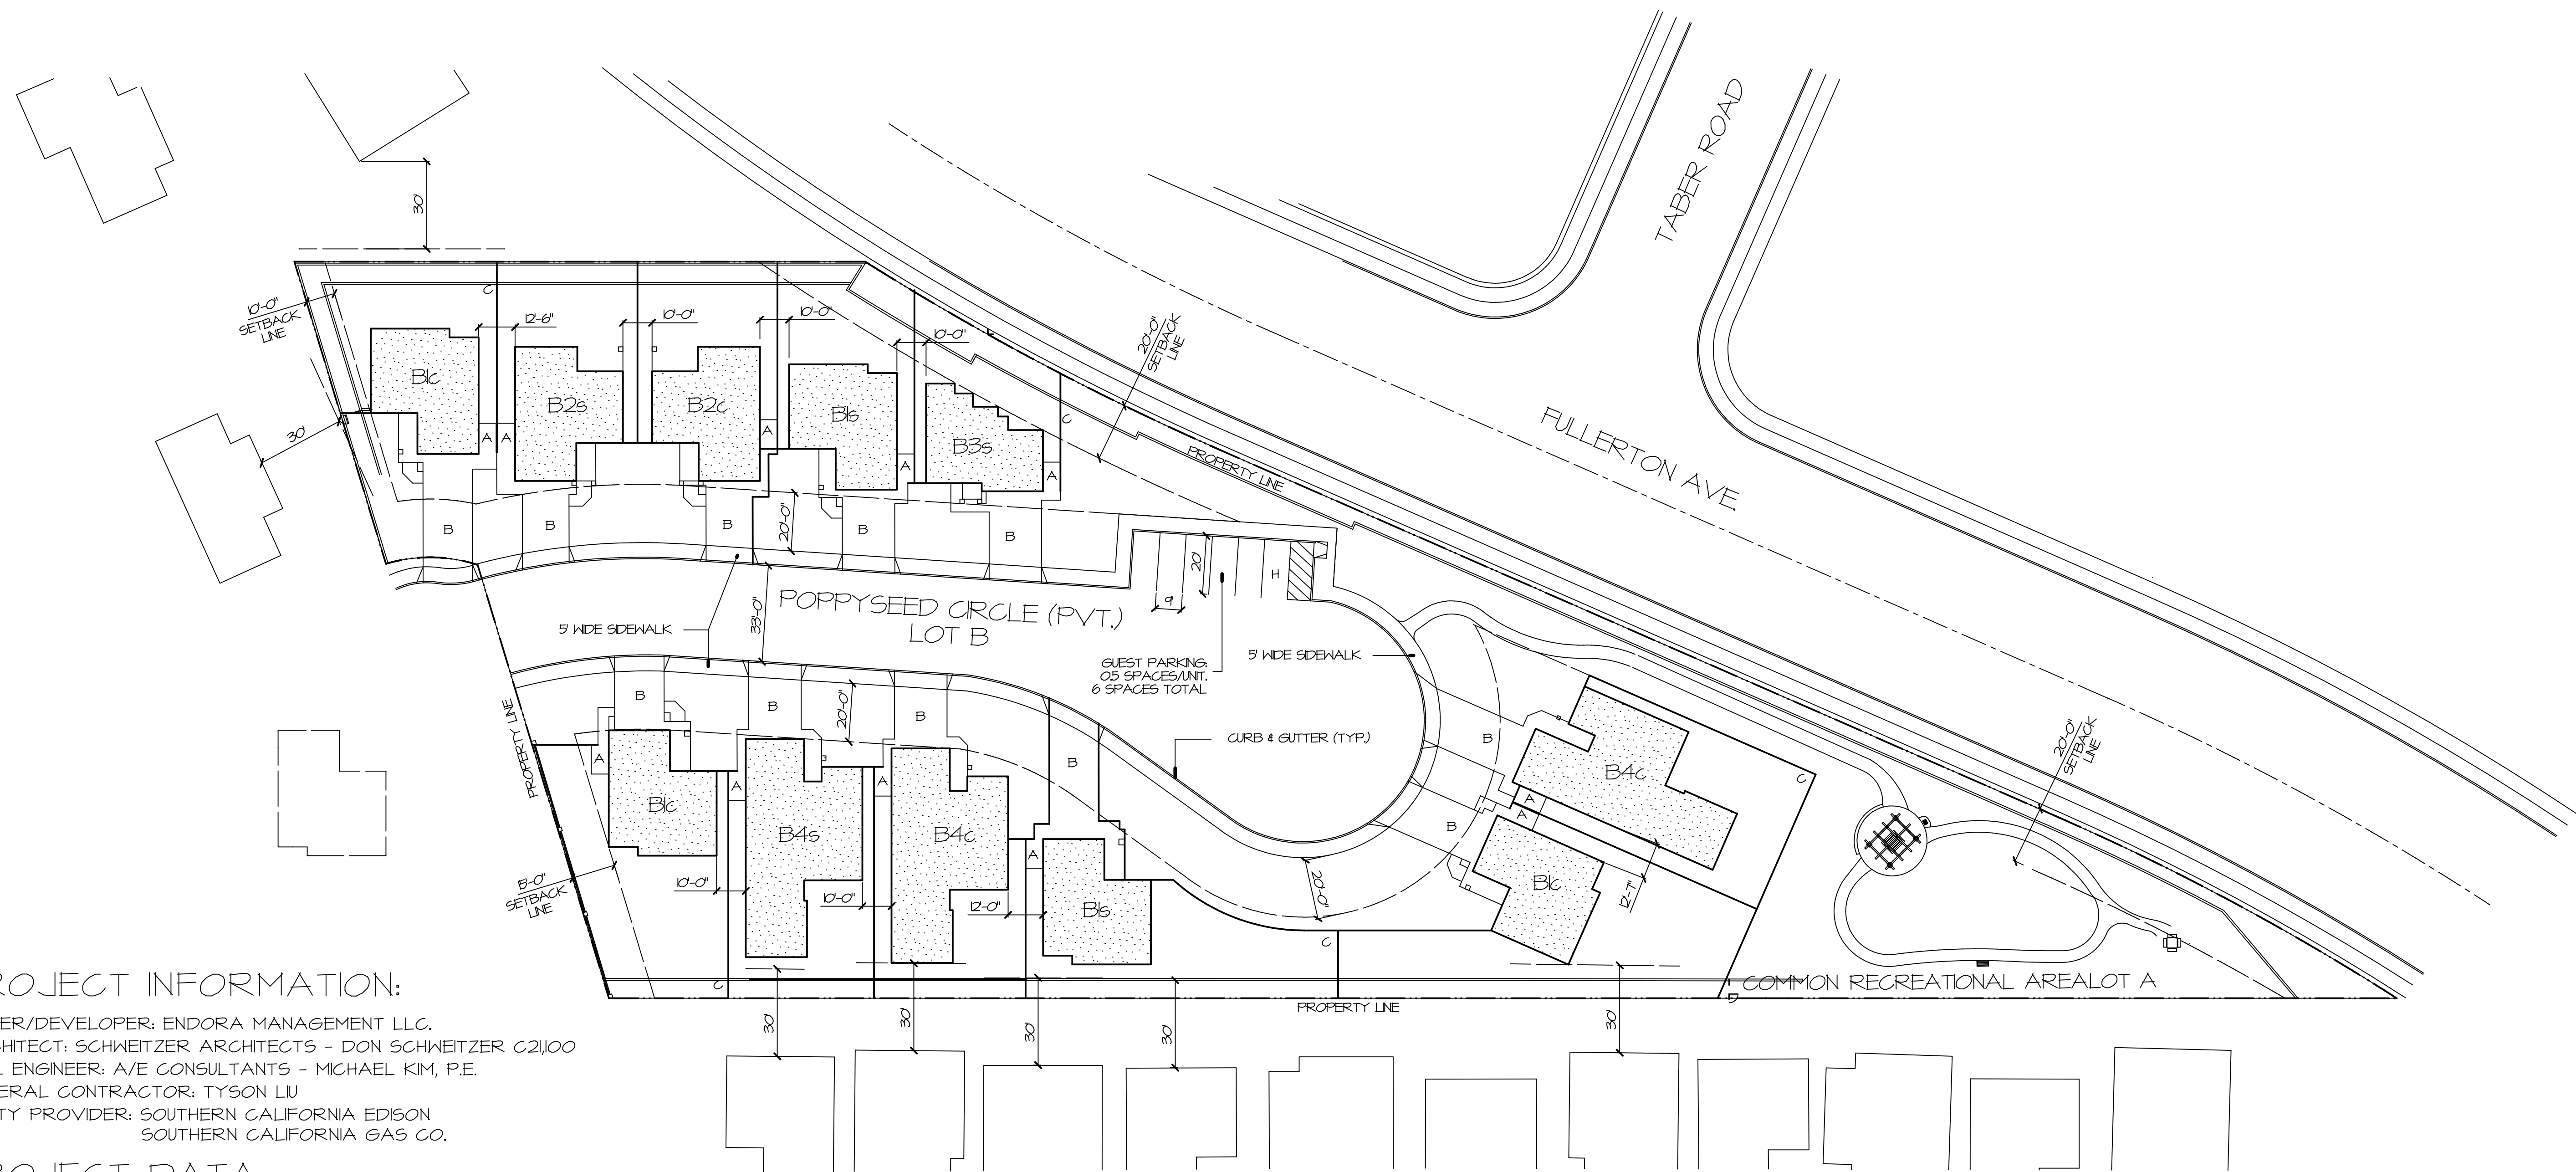 TABER ROAD
FULLERTON AVE.
30'
10'-0"
SETBACK
LINE
C
12'-6"
10'-0"
10'-0"
10'-0"
20'-0"
SETBACK
LINE
B1c
B2s
B2c
B1s
B3s
C
30'
A
A
A
A
A
PROPERTY LINE
B
B
B
20'-0"
B
B
20'
H
9'
POPPYSEED CIRCLE (PVT.)
LOT B
33'-0"
5' WIDE SIDEWALK
GUEST PARKING:
0.5 SPACES/UNIT.
6 SPACES TOTAL
5' WIDE SIDEWALK
CURB & GUTTER (TYP.)
PROPERTY LINE
B
B
20'-0"
B
B
B
B
A
A
A
A
A
A
B1c
B4s
B4c
B1s
B4c
B1c
C
20'-0"
SETBACK
LINE
15'-0"
SETBACK
LINE
10'-0"
10'-0"
12'-0"
20'-0"
12'-7"
C
C
COMMON RECREATIONAL AREALOT A
PROPERTY LINE
30'
30'
30'
30'
30'
ROJECT INFORMATION:
ER/DEVELOPER: ENDORA MANAGEMENT LLC.
HITECT: SCHWEITZER ARCHITECTS - DON SCHWEITZER C21,100
L ENGINEER: A/E CONSULTANTS - MICHAEL KIM, P.E.
ERAL CONTRACTOR: TYSON LIU
TY PROVIDER: SOUTHERN CALIFORNIA EDISON
SOUTHERN CALIFORNIA GAS CO.